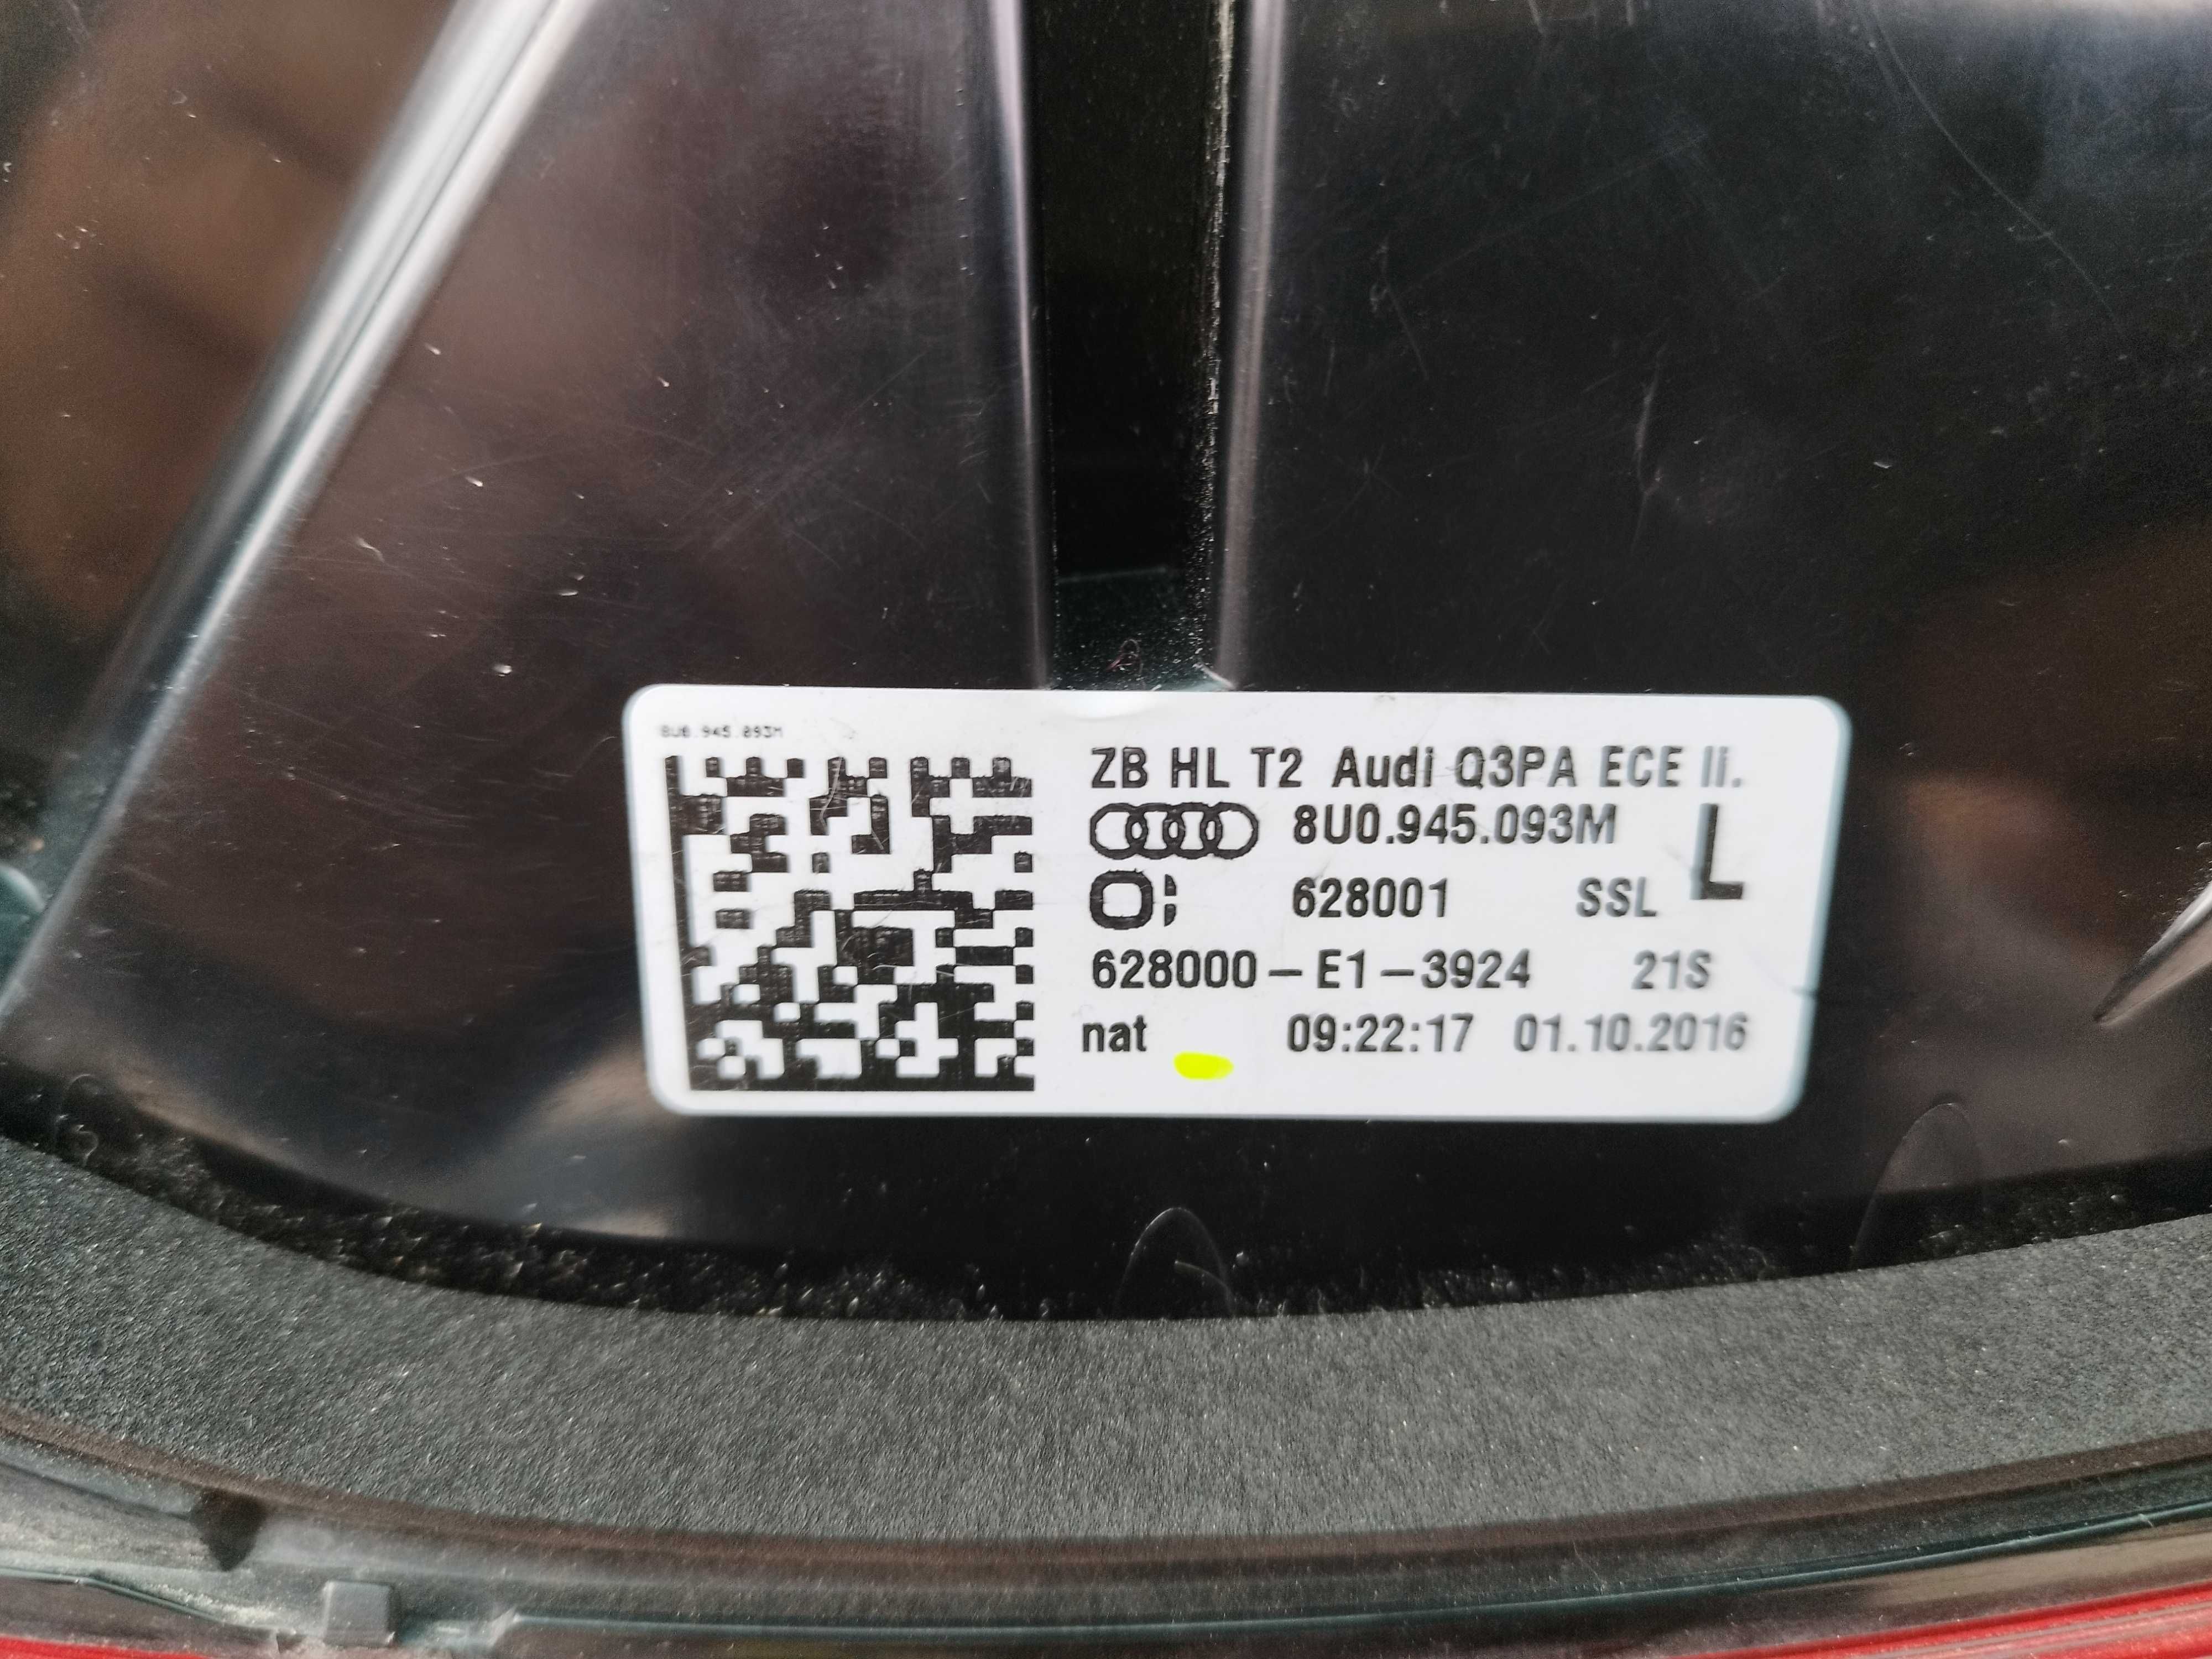 8U0.945.093M
ZB HL T2 Audi Q3PA ECE li.
8U0.945.093M L
628001 SSL
628000-E1-3924 21S
nat 09:22:17 01.10.2016